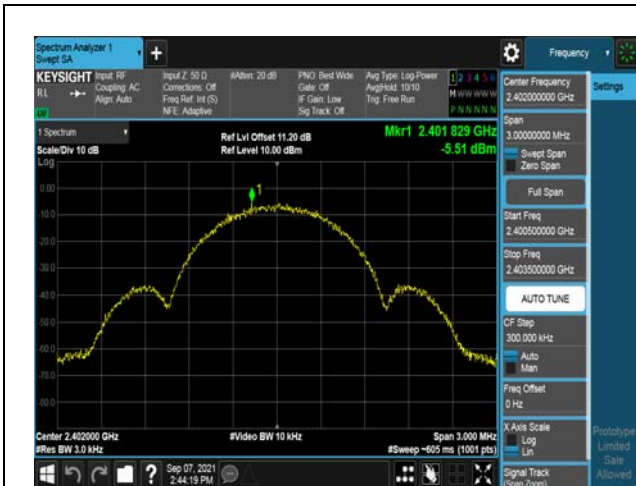 Spectrum Analyzer 1
Swept SA
+
Frequency
KEYSIGHT
RL
Input: RF
Coupling: AC
Align: Auto
Input Z: 50 Ω
Corrections: Off
Freq Ref: Int (S)
NFE: Adaptive
#Atten: 20 dB
PNO: Best Wide
Gate: Off
IF Gain: Low
Sig Track: Off
Avg Type: Log-Power
Avg|Hold: 10/10
Trig: Free Run
1 2 3 4 5 6
M W W W W W
P N N N N N
Center Frequency
2.402000000 GHz
Settings
1 Spectrum
Scale/Div 10 dB
Ref Lvl Offset 11.20 dB
Ref Level 10.00 dBm
Mkr1 2.401 829 GHz
-5.51 dBm
Span
3.00000000 MHz
Swept Span
Zero Span
Full Span
Start Freq
2.400500000 GHz
Stop Freq
2.403500000 GHz
AUTO TUNE
CF Step
300.000 kHz
Auto
Man
Freq Offset
0 Hz
X Axis Scale
Log
Lin
Signal Track
(Span Zoom)
Prototype
Limited
Sale
Allowed
Log
0.00
-10.0
-20.0
-30.0
-40.0
-50.0
-60.0
-70.0
-80.0
1
Center 2.402000 GHz
#Res BW 3.0 kHz
#Video BW 10 kHz
Span 3.000 MHz
#Sweep ~605 ms (1001 pts)
?
Sep 07, 2021
2:44:19 PM